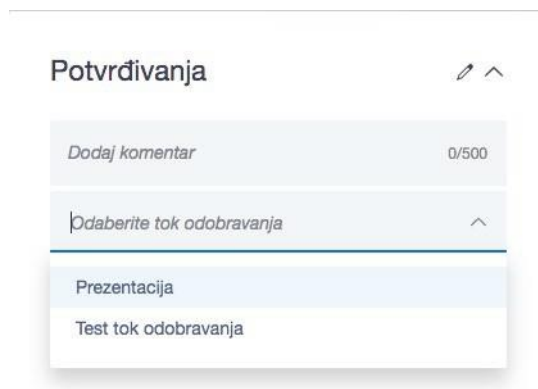 Potvrđivanja
Dodaj komentar 0/500
Odaberite tok odobravanja
Prezentacija
Test tok odobravanja